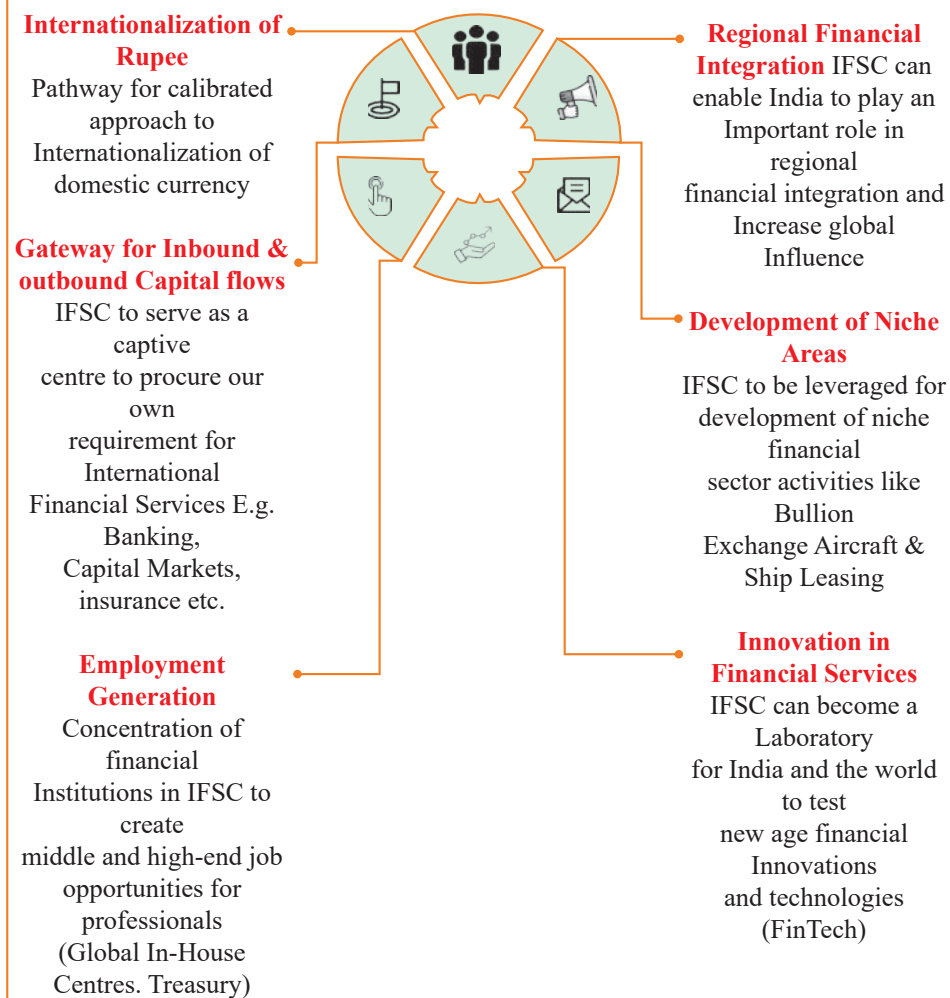 Internationalization of
Rupee
Pathway for calibrated
approach to
Internationalization of
domestic currency
Gateway for Inbound &
outbound Capital flows
IFSC to serve as a
captive
centre to procure our
own
requirement for
International
Financial Services E.g.
Banking,
Capital Markets,
insurance etc.
Employment
Generation
Concentration of
financial
Institutions in IFSC to
create
middle and high-end job
opportunities for
professionals
(Global In-House
Centres. Treasury)
Regional Financial
Integration IFSC can
enable India to play an
Important role in
regional
financial integration and
Increase global
Influence
Development of Niche
Areas
IFSC to be leveraged for
development of niche
financial
sector activities like
Bullion
Exchange Aircraft &
Ship Leasing
Innovation in
Financial Services
IFSC can become a
Laboratory
for India and the world
to test
new age financial
Innovations
and technologies
(FinTech)